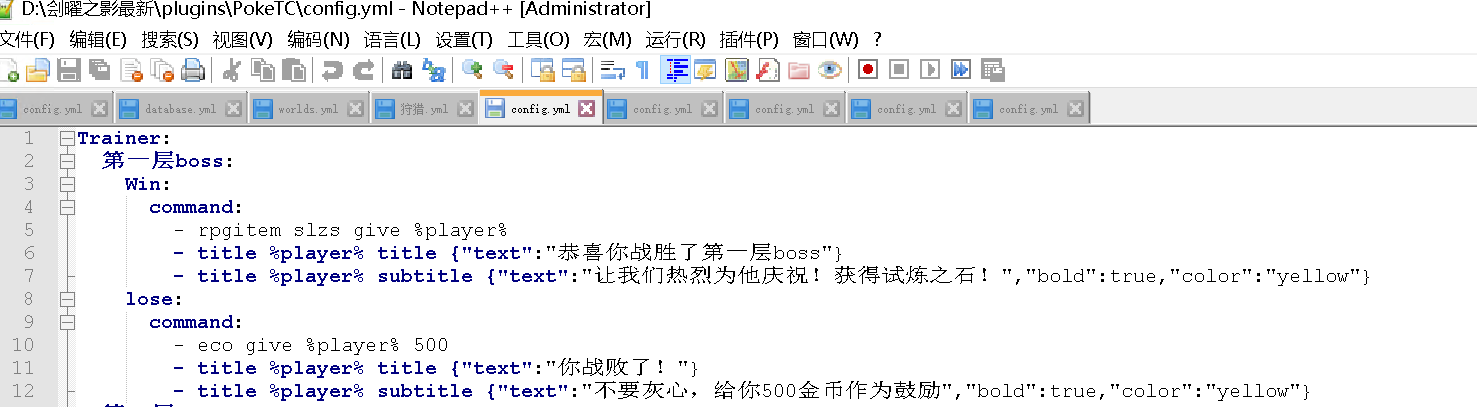 D:\刽曜之影最新\plugins\PokeTC\config.yml - Notepad++ [Administrator]
文件(F) 编辑(E) 搜索(S) 视图(V) 编码(N) 语言(L) 设置(T) 工具(O) 宏(M) 运行(R) 插件(P) 窗口(W) ?
config.yml database.yml worlds.yml 狩猎.yml config.yml config.yml config.yml config.yml config.yml
1 Trainer:
2 第一层boss:
3 Win:
4 command:
5 - rpgitem slzs give %player%
6 - title %player% title {"text":"恭喜你战胜了第一层boss"}
7 - title %player% subtitle {"text":"让我们热烈为他庆祝！获得试炼之石！","bold":true,"color":"yellow"}
8 lose:
9 command:
10 - eco give %player% 500
11 - title %player% title {"text":"你战败了！"}
12 - title %player% subtitle {"text":"不要灰心，给你500金币作为鼓励","bold":true,"color":"yellow"}